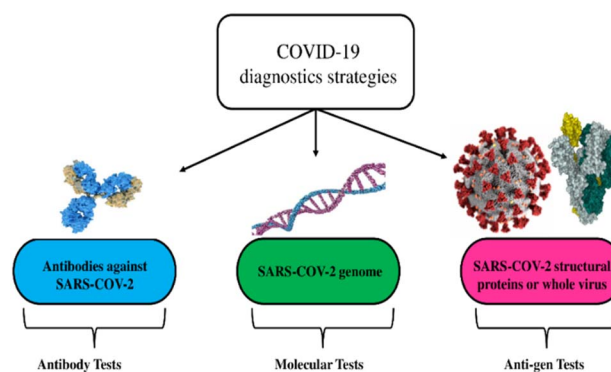 COVID-19
diagnostics strategies
Antibodies against
SARS-COV-2
SARS-COV-2 genome
SARS-COV-2 structural
proteins or whole virus
Antibody Tests
Molecular Tests
Anti-gen Tests